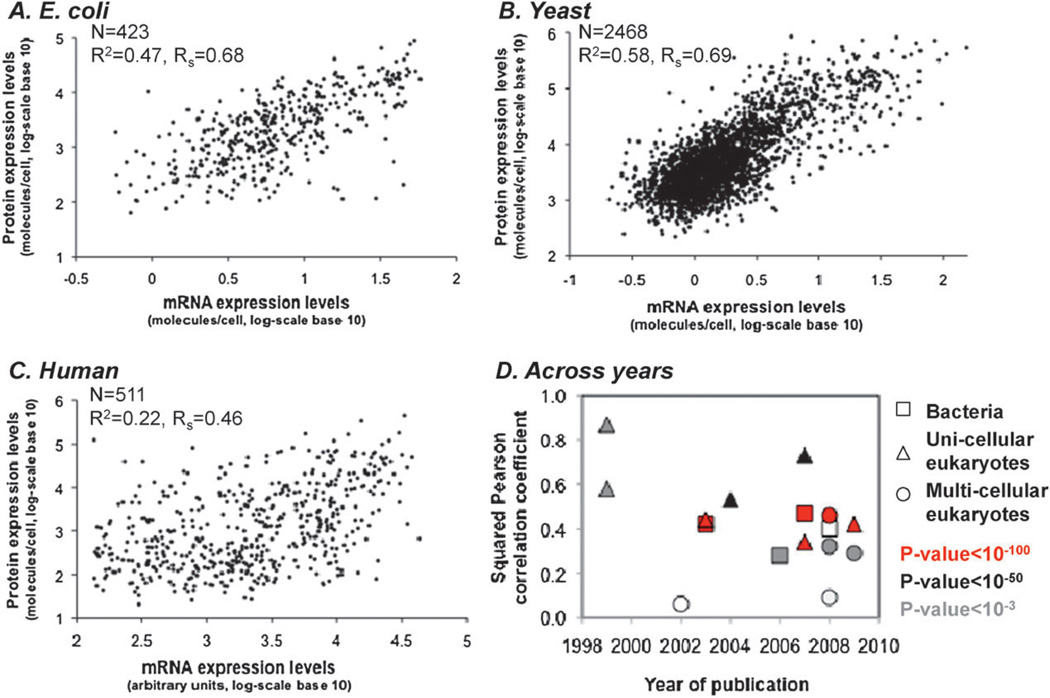 A. E. coli
N=423
R²=0.47, Rₛ=0.68
Protein expression levels
(molecules/cell, log-scale base 10)
5
4
3
2
1
-0.5
0
0.5
1
1.5
2
mRNA expression levels
(molecules/cell, log-scale base 10)
B. Yeast
N=2468
R²=0.58, Rₛ=0.69
Protein expression levels
(molecules/cell, log-scale base 10)
6
5
4
3
2
-1
-0.5
0
0.5
1
1.5
2
mRNA expression levels
(molecules/cell, log-scale base 10)
C. Human
N=511
R²=0.22, Rₛ=0.46
Protein expression levels
(molecules/cell, log-scale base 10)
6
5
4
3
2
1
2
2.5
3
3.5
4
4.5
5
mRNA expression levels
(arbitrary units, log-scale base 10)
D. Across years
Squared Pearson
correlation coefficient
1.0
0.8
0.6
0.4
0.2
0.0
1998 2000 2002 2004 2006 2008 2010
Year of publication
Bacteria
Uni-cellular
eukaryotes
Multi-cellular
eukaryotes
P-value<10⁻¹⁰⁰
P-value<10⁻⁵⁰
P-value<10⁻³